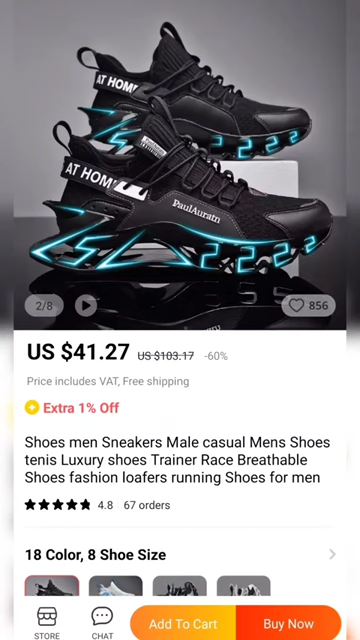 AT HOM
AT HOM
PaulAuratn
2/8
856
US $41.27 US $103.17 -60%
Price includes VAT, Free shipping
Extra 1% Off
Shoes men Sneakers Male casual Mens Shoes
tenis Luxury shoes Trainer Race Breathable
Shoes fashion loafers running Shoes for men
4.8 67 orders
18 Color, 8 Shoe Size
STORE
CHAT
Add To Cart
Buy Now